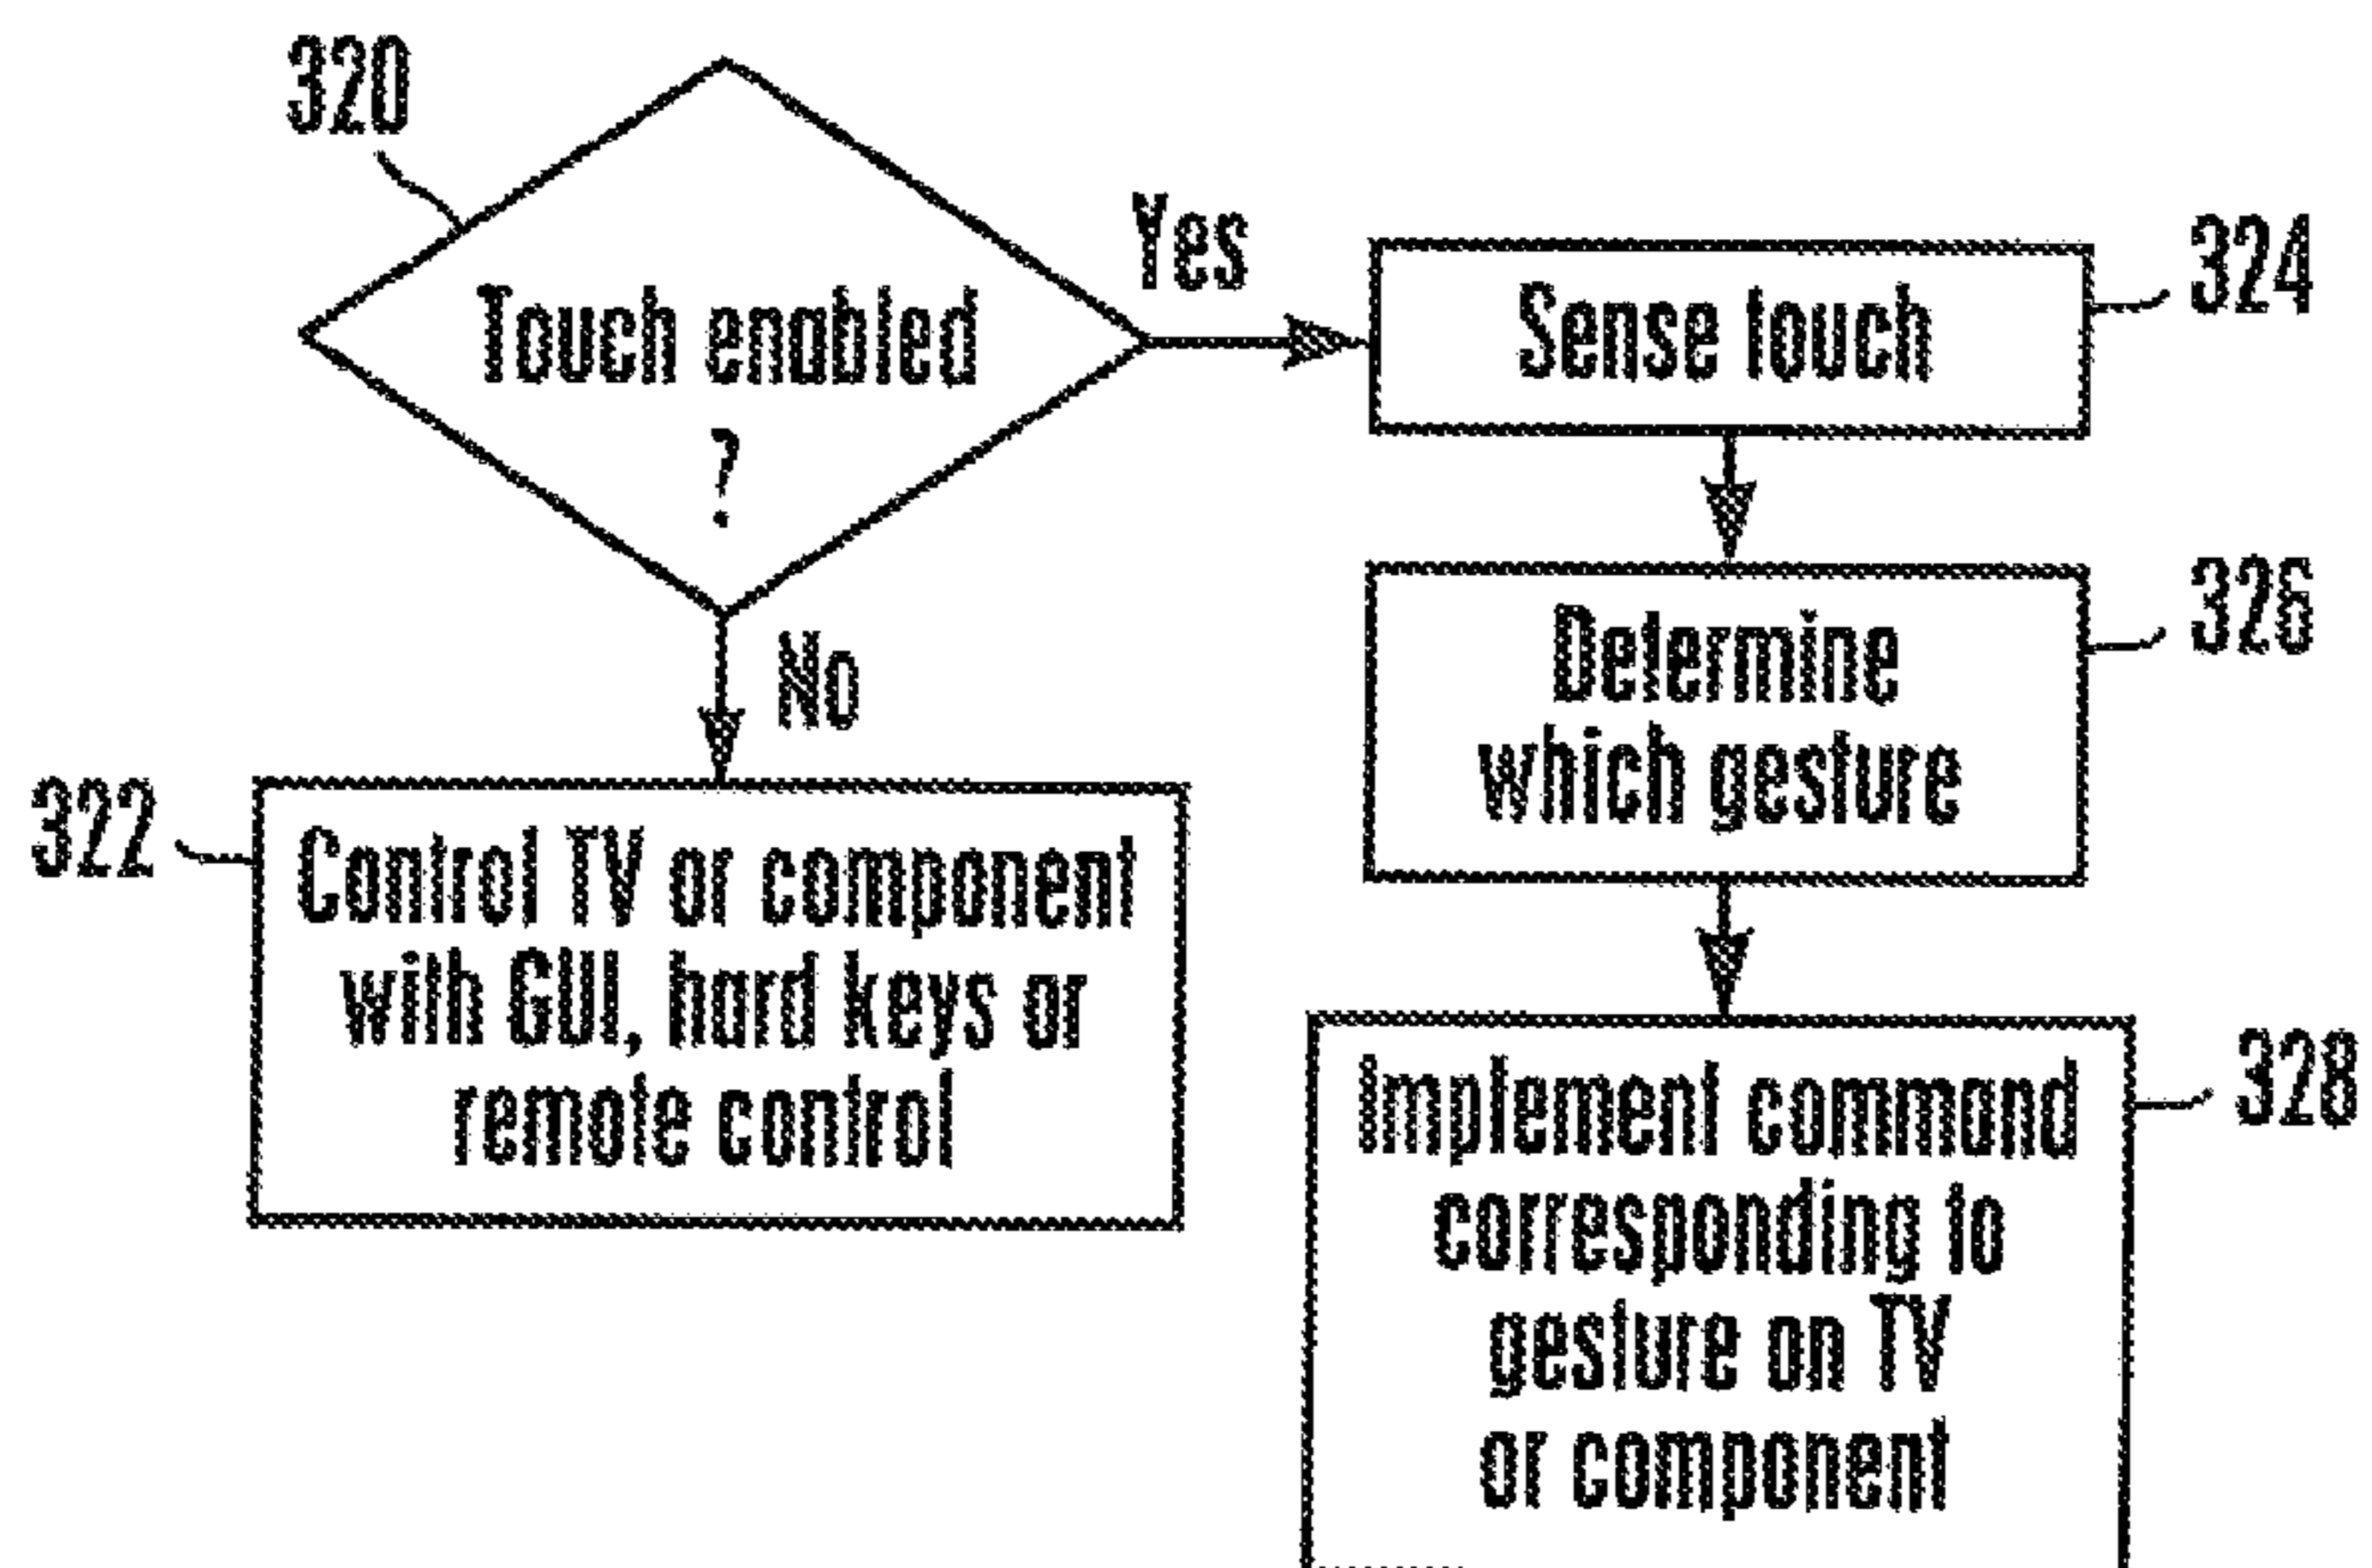 320
Touch enabled
?
Yes
No
322
Control TV or component
with GUI, hard keys or
remote control
Sense touch
324
Determine
which gesture
326
Implement command
corresponding to
gesture on TV
or component
328